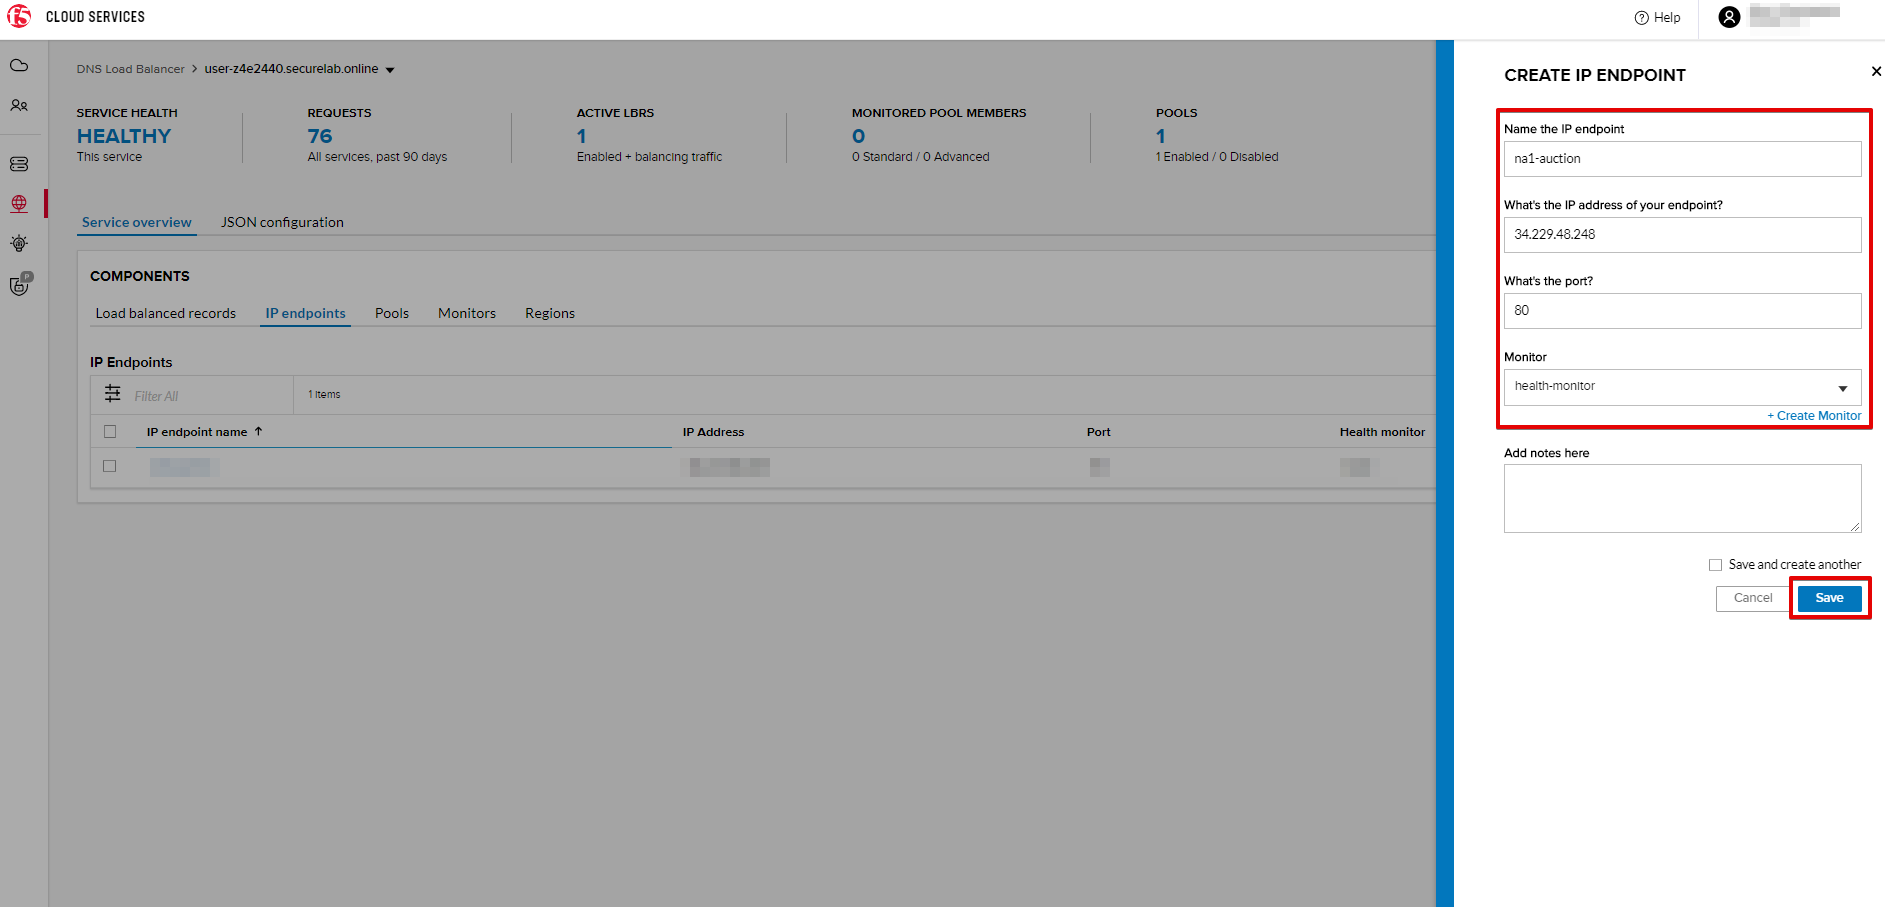 f5 CLOUD SERVICES
Help
DNS Load Balancer > user-z4e2440.securelab.online
SERVICE HEALTH
HEALTHY
This service
REQUESTS
76
All services, past 90 days
ACTIVE LBRS
1
Enabled + balancing traffic
MONITORED POOL MEMBERS
0
0 Standard / 0 Advanced
POOLS
1
1 Enabled / 0 Disabled
P
Service overview JSON configuration
COMPONENTS
Load balanced records IP endpoints Pools Monitors Regions
IP Endpoints
Filter All 1 Items
IP endpoint name IP Address Port Health monitor
CREATE IP ENDPOINT
Name the IP endpoint
na1-auction
What's the IP address of your endpoint?
34.229.48.248
What's the port?
80
Monitor
health-monitor
+ Create Monitor
Add notes here
Save and create another
Cancel Save